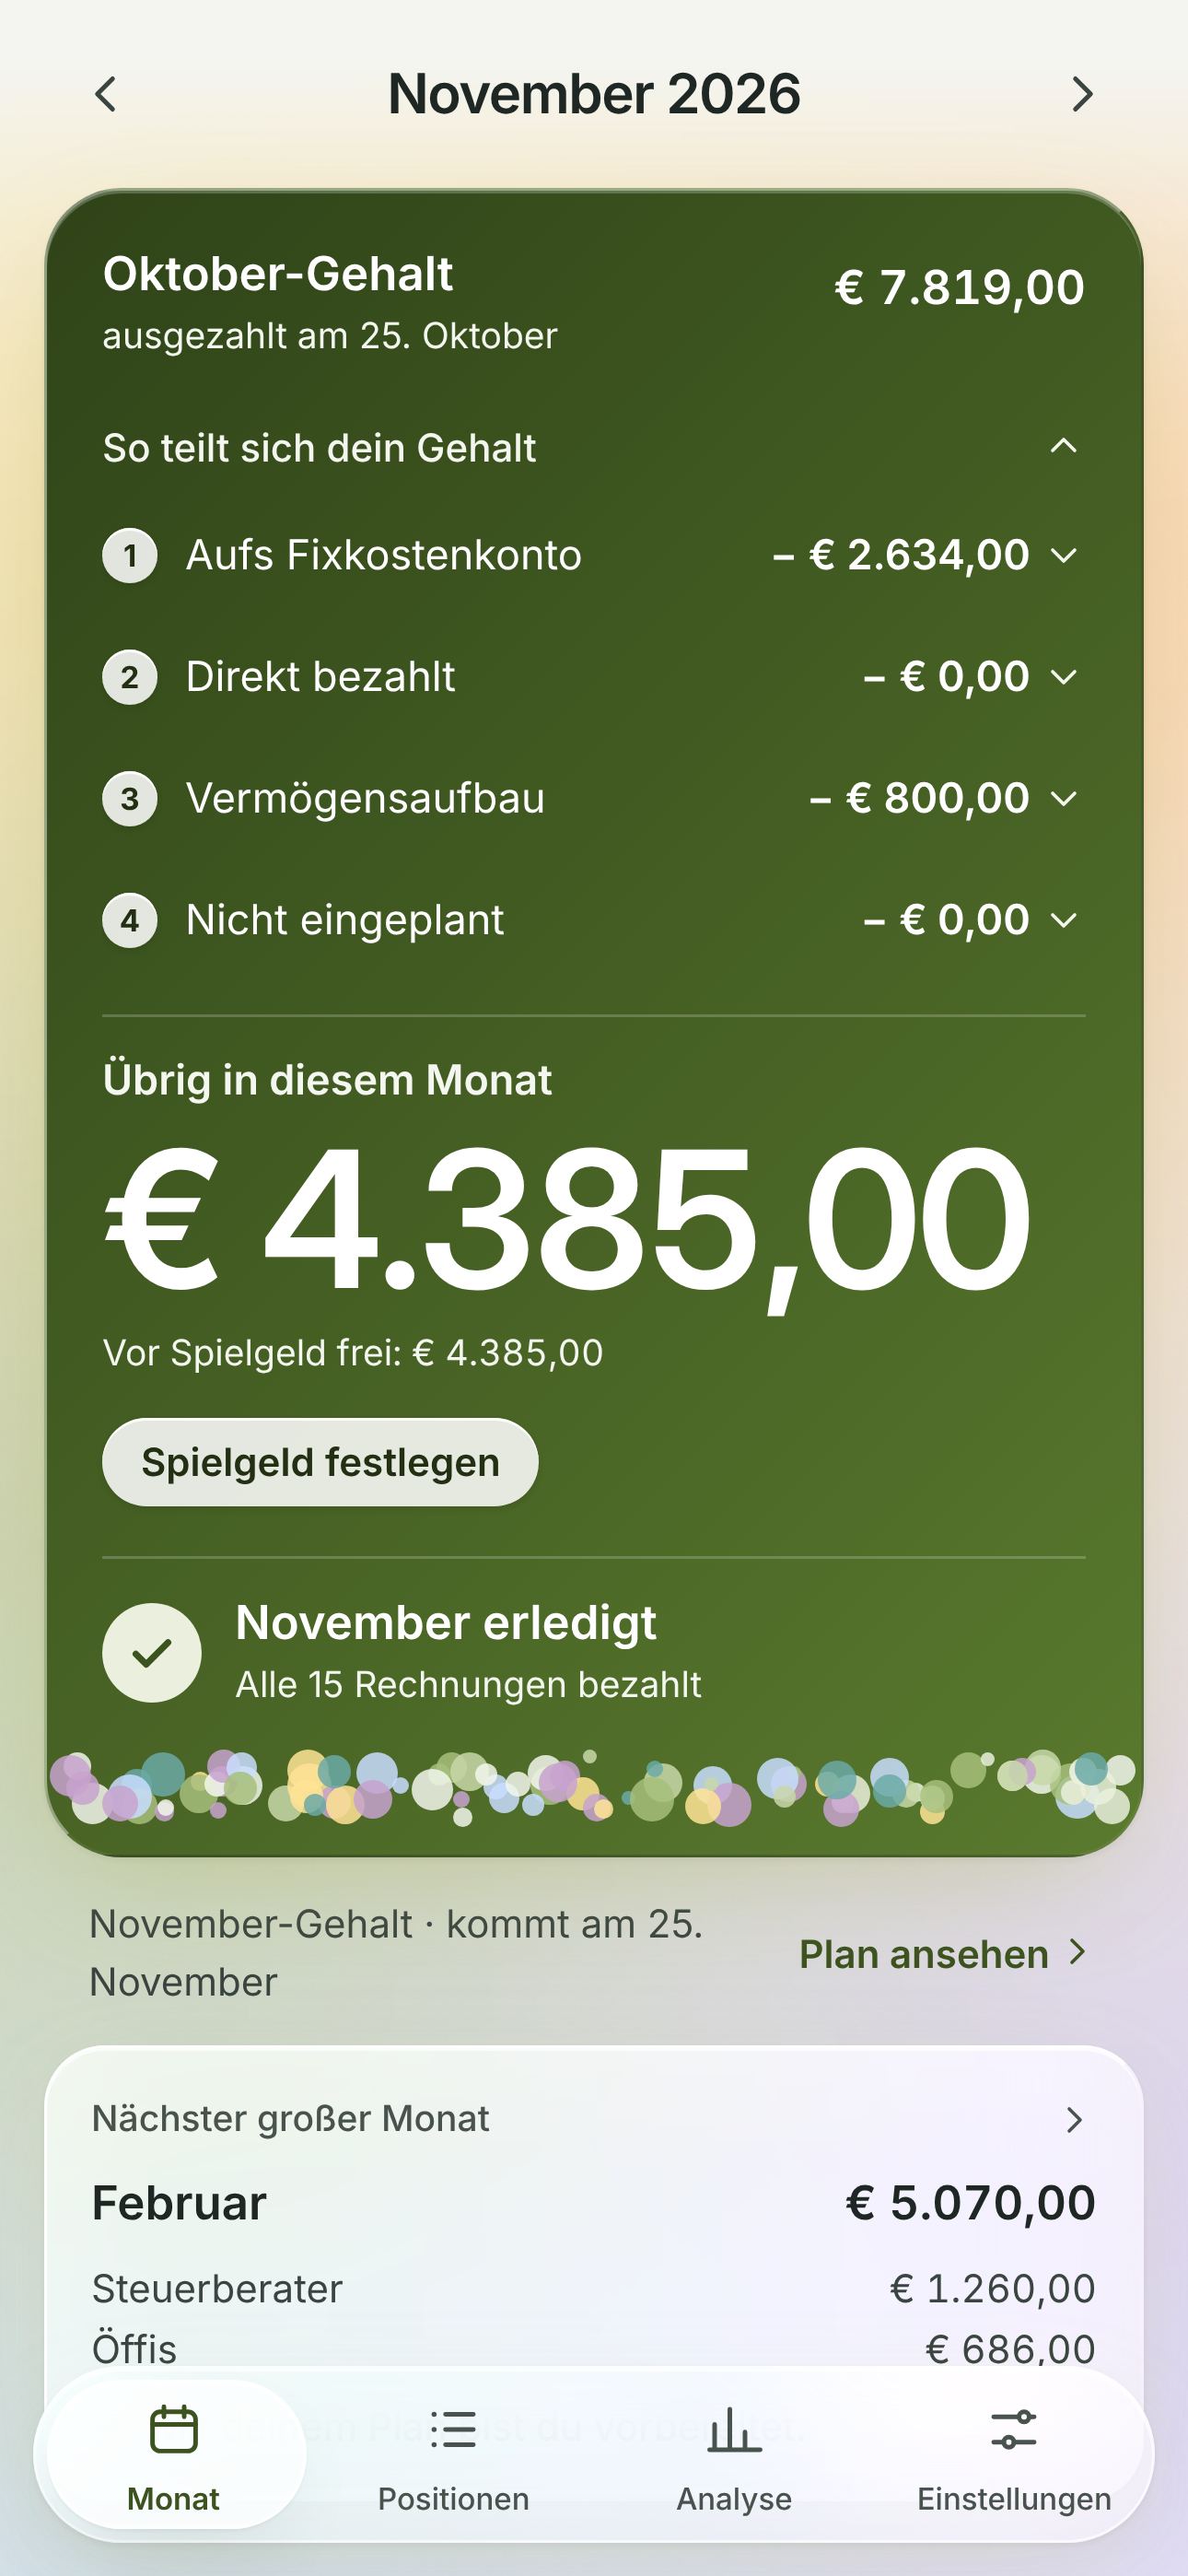 November 2026
Oktober-Gehalt
€ 7.819,00
ausgezahlt am 25. Oktober
So teilt sich dein Gehalt
1 Aufs Fixkostenkonto – € 2.634,00
2 Direkt bezahlt – € 0,00
3 Vermögensaufbau – € 800,00
4 Nicht eingeplant – € 0,00
Übrig in diesem Monat
€ 4.385,00
Vor Spielgeld frei: € 4.385,00
Spielgeld festlegen
November erledigt
Alle 15 Rechnungen bezahlt
November-Gehalt · kommt am 25.
November
Plan ansehen
Nächster großer Monat
Februar € 5.070,00
Steuerberater € 1.260,00
Öffis € 686,00
Monat Positionen Analyse Einstellungen